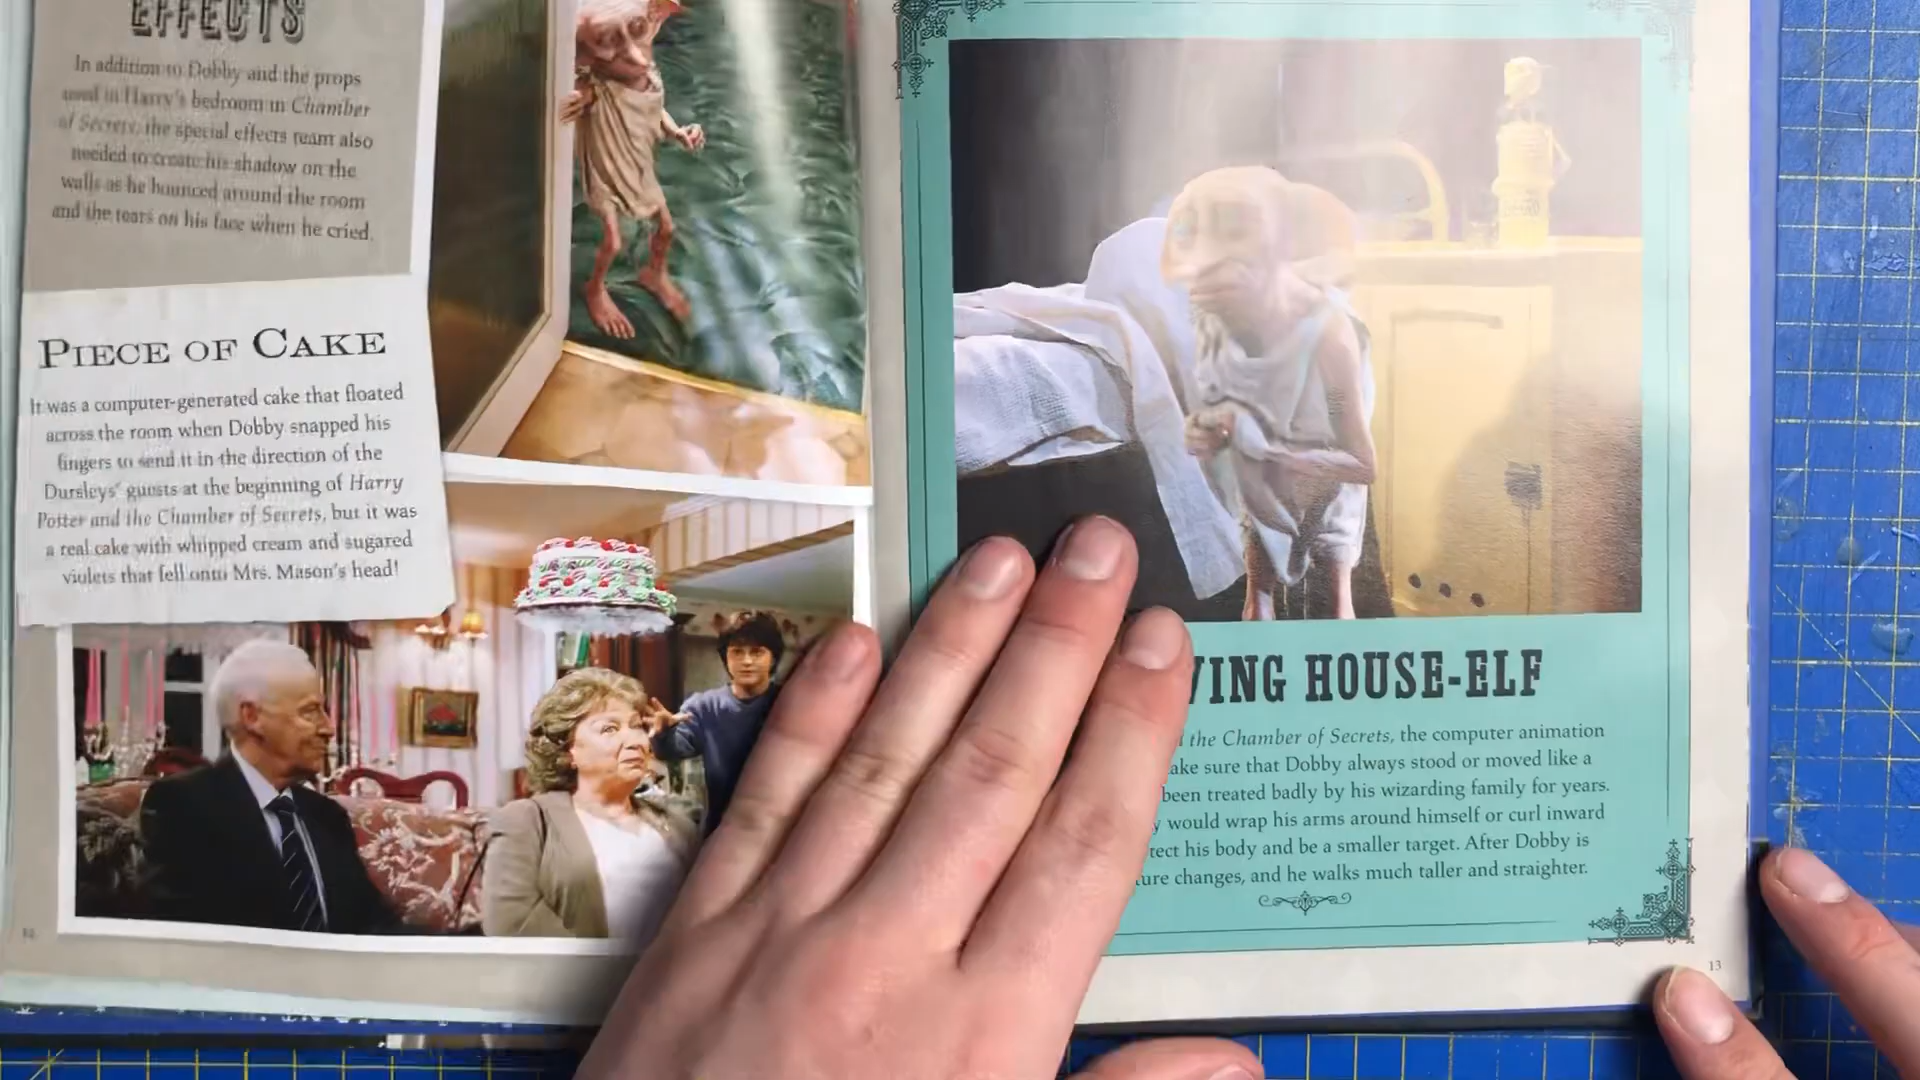 EFFECTS
In addition to Dobby and the props
used in Harry's bedroom in Chamber
of Secrets, the special effects team also
needed to create his shadow on the
walls as he bounced around the room
and the tears on his face when he cried.
PIECE OF CAKE
It was a computer-generated cake that floated
across the room when Dobby snapped his
fingers to send it in the direction of the
Dursleys' guests at the beginning of Harry
Potter and the Chamber of Secrets, but it was
a real cake with whipped cream and sugared
violets that fell onto Mrs. Mason's head!
VING HOUSE-ELF
the Chamber of Secrets, the computer animation
ake sure that Dobby always stood or moved like a
been treated badly by his wizarding family for years.
y would wrap his arms around himself or curl inward
tect his body and be a smaller target. After Dobby is
ture changes, and he walks much taller and straighter.
13